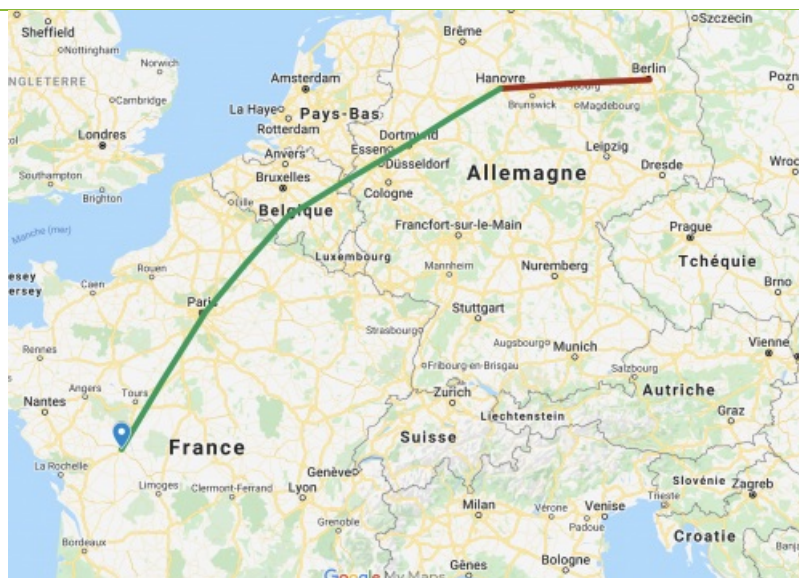 Sheffield
Nottingham
Norwich
NGLETERRE
Cambridge
Londres
Southampton
Brighton
Manche (mer)
esey
ersey
Amsterdam
La Haye
Pays-Bas
Rotterdam
Anvers
Bruxelles
Lille
Belgique
Luxembourg
Brême
Hanovre
Berlin
Szczecin
Brunswick
Magdebourg
Pozn
Dortmund
Essen
Düsseldorf
Cologne
Allemagne
Leipzig
Dresde
Wroc
Francfort-sur-le-Main
Prague
Tchéquie
Mannheim
Nuremberg
Brno
Rouen
Caen
Paris
Stuttgart
Strasbourg
Augsbourg
Munich
Vienne
Rennes
Fribourg-en-Brisgau
Salzbourg
Angers
Tours
Nantes
Zurich
Autriche
Liechtenstein
Graz
France
Suisse
La Rochelle
Genève
Limoges
Clermont-Ferrand
Lyon
Slovénie
Zagreb
Milan
Vérone
Venise
Trieste
Padoue
Grenoble
Croatie
Bordeaux
Gênes
Bologne
Banj
Google My Maps